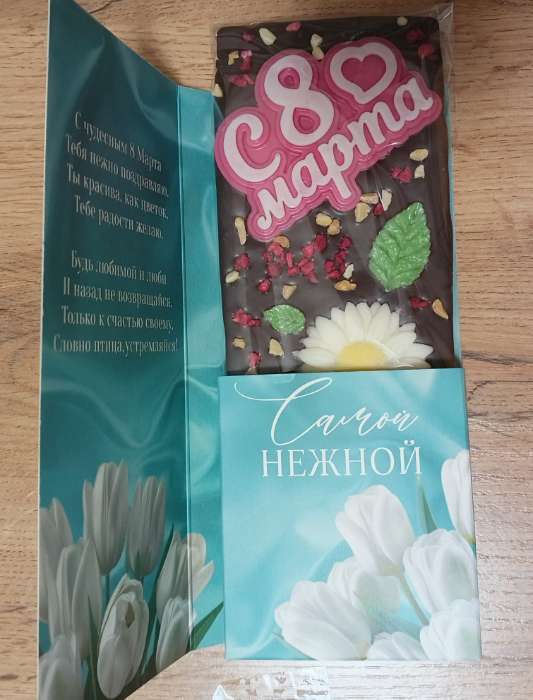 С чудесным 8 Марта
Тебя нежно поздравляю.
Ты красива, как цветок.
Тебе радости желаю.
Будь любимой и люби
И назад не возвращайся.
Только к счастью своему,
Словно птица,устремляйся!
С 8
марта
Самой
НЕЖНОЙ